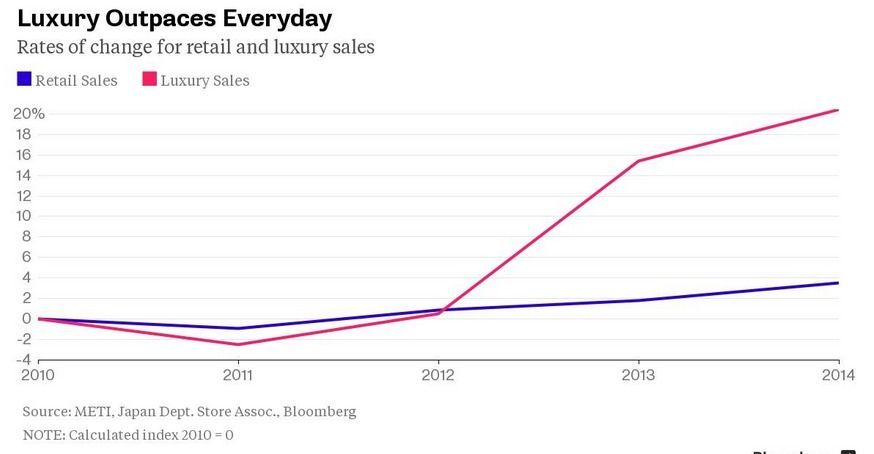 Luxury Outpaces Everyday
Rates of change for retail and luxury sales
Retail Sales Luxury Sales
20%
18
16
14
12
10
8
6
4
2
0
-2
-4
2010 2011 2012 2013 2014
Source: METI, Japan Dept. Store Assoc., Bloomberg
NOTE: Calculated index 2010 = 0